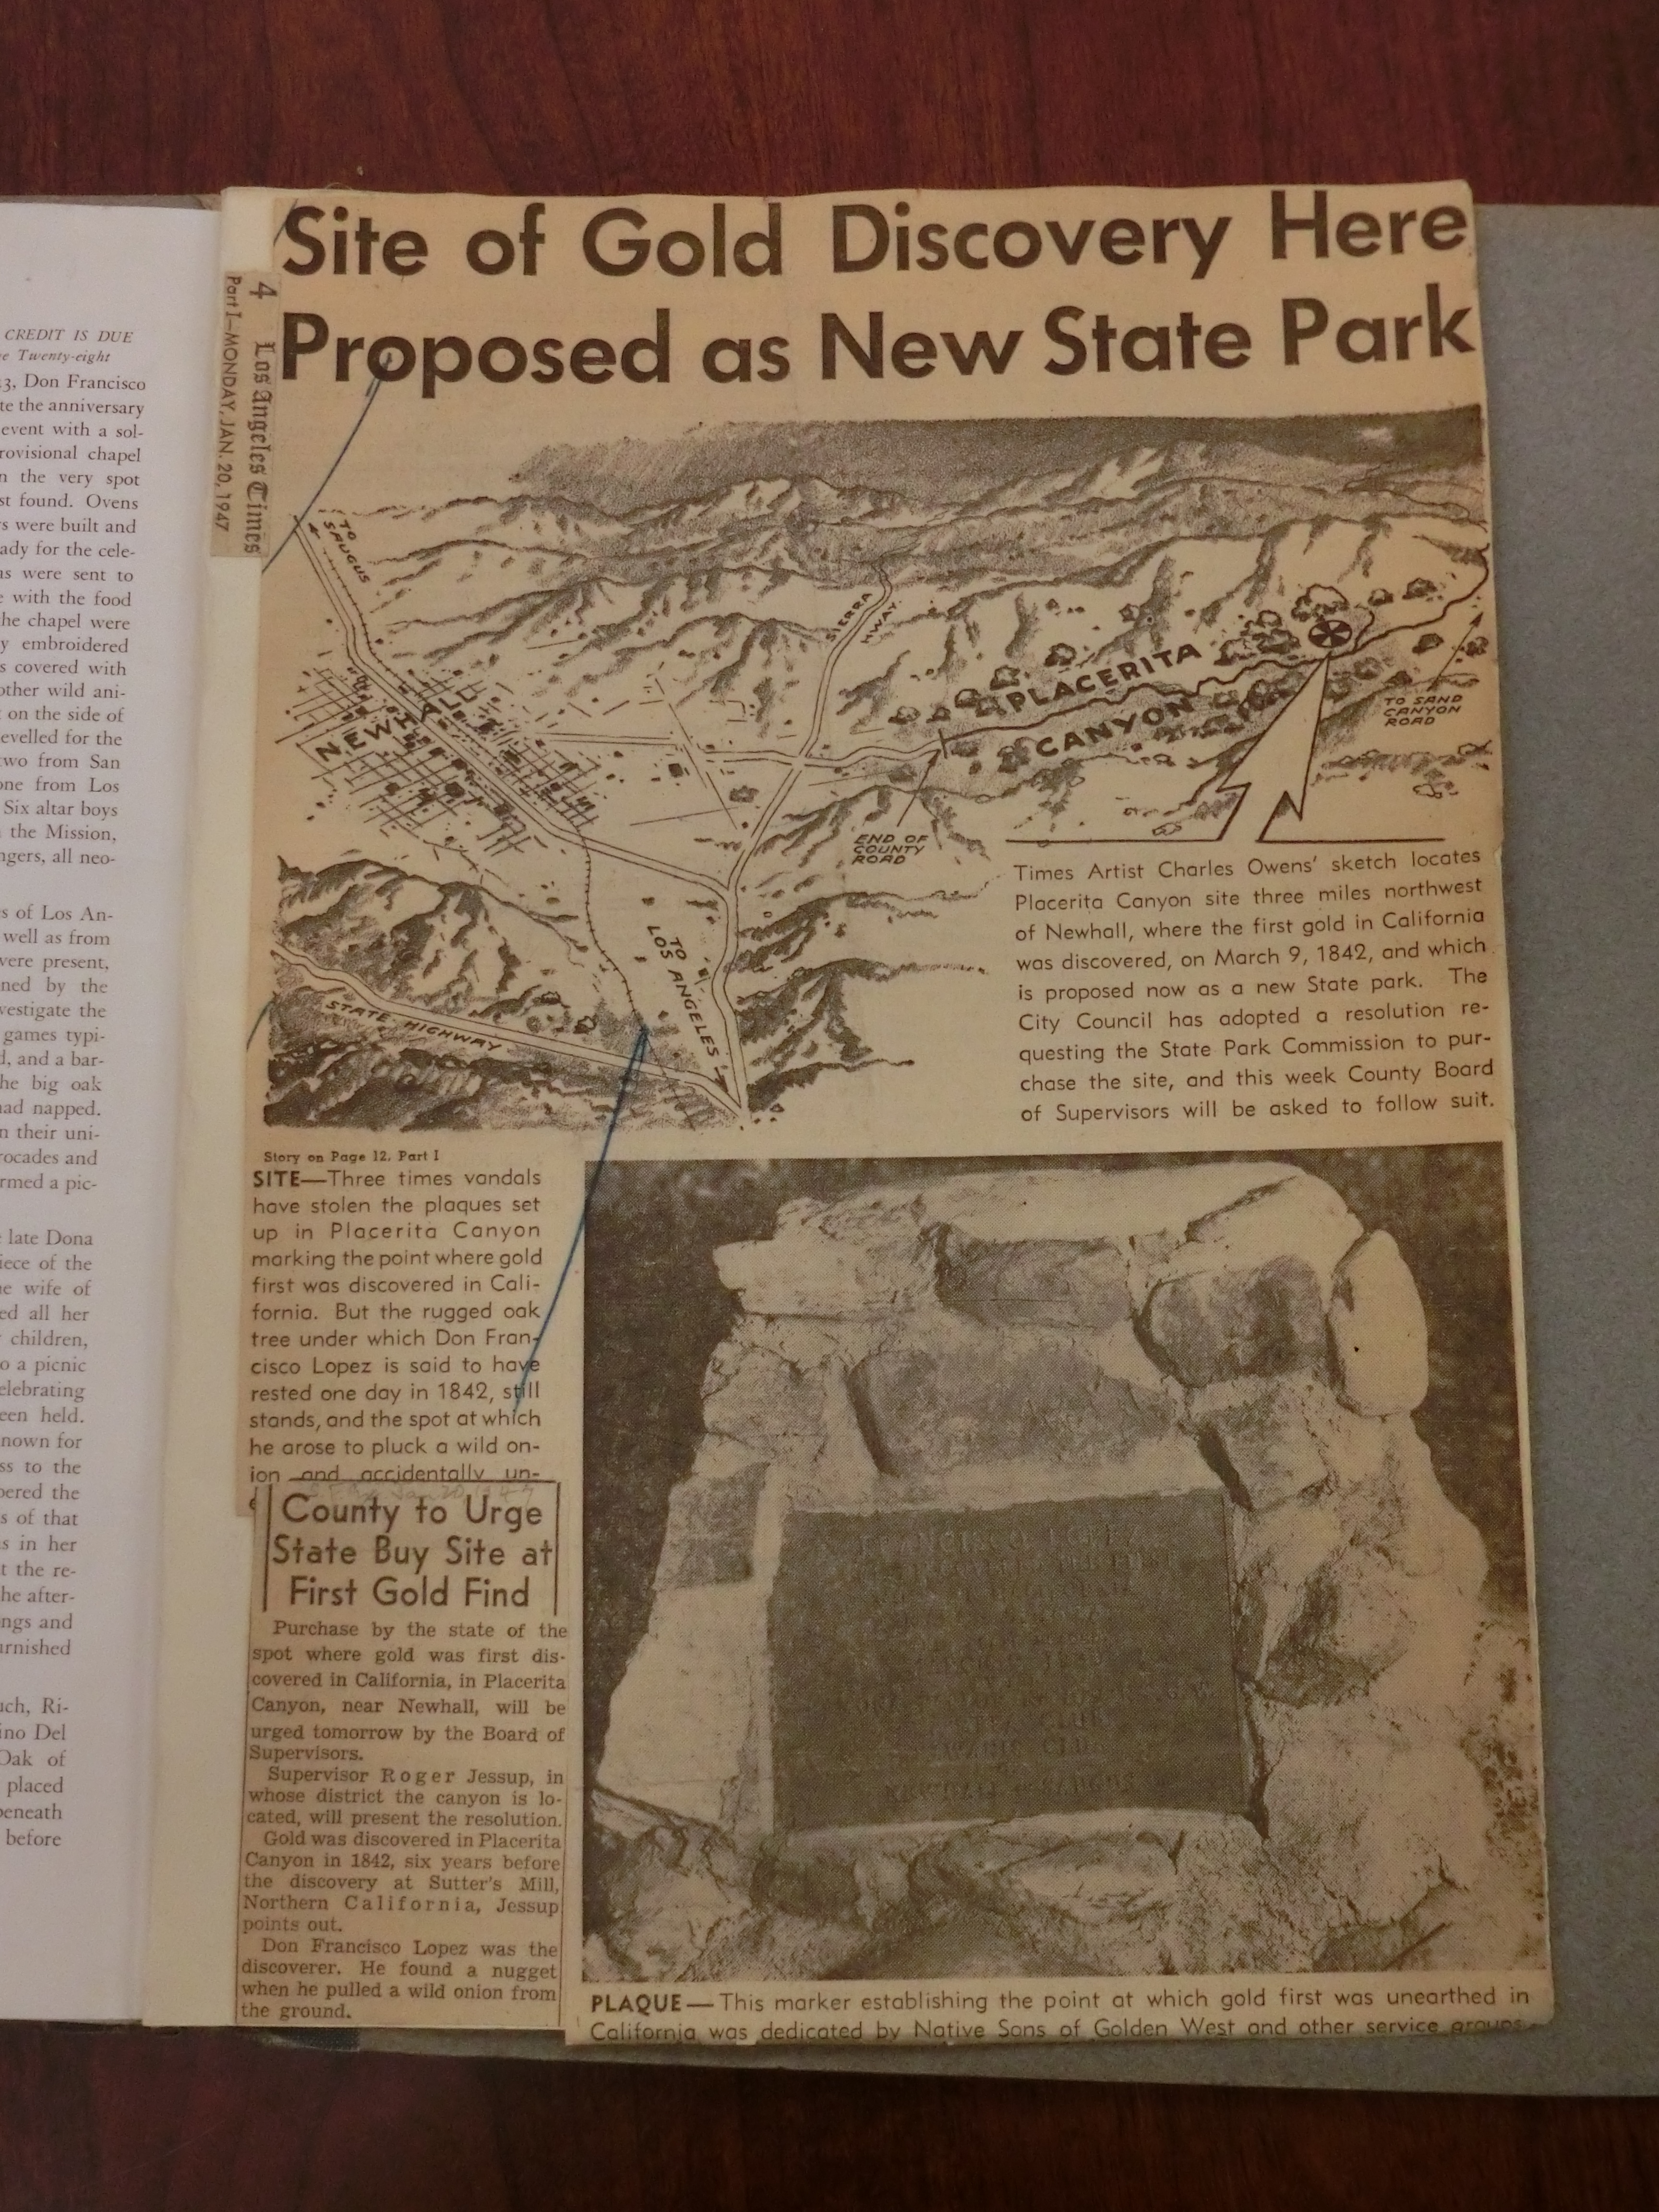 CREDIT IS DUE
Twenty-eight
Don Francisco
te the anniversary
event with a sol-
rovisional chapel
n the very spot
st found. Ovens
s were built and
ady for the cele-
as were sent to
e with the food
he chapel were
y embroidered
s covered with
other wild ani-
t on the side of
evelled for the
two from San
one from Los
Six altar boys
the Mission,
ngers, all neo-
s of Los An-
well as from
were present,
ned by the
vestigate the
games typi-
d, and a bar-
he big oak
had napped.
n their uni-
rocades and
rmed a pic-
late Dona
iece of the
e wife of
ed all her
children,
o a picnic
elebrating
een held.
nown for
ss to the
pered the
s of that
s in her
t the re-
he after-
ngs and
urnished
uch, Ri-
ino Del
Oak of
placed
beneath
before
4 Los Angeles Times
Part I—MONDAY, JAN. 20, 1947
Site of Gold Discovery Here
Proposed as New State Park
TO
SAUGUS
SIERRA
HWAY.
NEWHALL
PLACERITA
CANYON
TO SAND
CANYON
ROAD
END OF
COUNTY
ROAD
TO
LOS ANGELES
STATE HIGHWAY
Times Artist Charles Owens' sketch locates
Placerita Canyon site three miles northwest
of Newhall, where the first gold in California
was discovered, on March 9, 1842, and which
is proposed now as a new State park. The
City Council has adopted a resolution re-
questing the State Park Commission to pur-
chase the site, and this week County Board
of Supervisors will be asked to follow suit.
Story on Page 12, Part I
SITE—Three times vandals
have stolen the plaques set
up in Placerita Canyon
marking the point where gold
first was discovered in Cali-
fornia. But the rugged oak
tree under which Don Fran-
cisco Lopez is said to have
rested one day in 1842, still
stands, and the spot at which
he arose to pluck a wild on-
ion and accidentally un-
County to Urge
State Buy Site at
First Gold Find
Purchase by the state of the
spot where gold was first dis-
covered in California, in Placerita
Canyon, near Newhall, will be
urged tomorrow by the Board of
Supervisors.
Supervisor Roger Jessup, in
whose district the canyon is lo-
cated, will present the resolution.
Gold was discovered in Placerita
Canyon in 1842, six years before
the discovery at Sutter's Mill,
Northern California, Jessup
points out.
Don Francisco Lopez was the
discoverer. He found a nugget
when he pulled a wild onion from
the ground.
FRANCISCO LOPEZ
PLAQUE—This marker establishing the point at which gold first was unearthed in
California was dedicated by Native Sons of Golden West and other service groups.